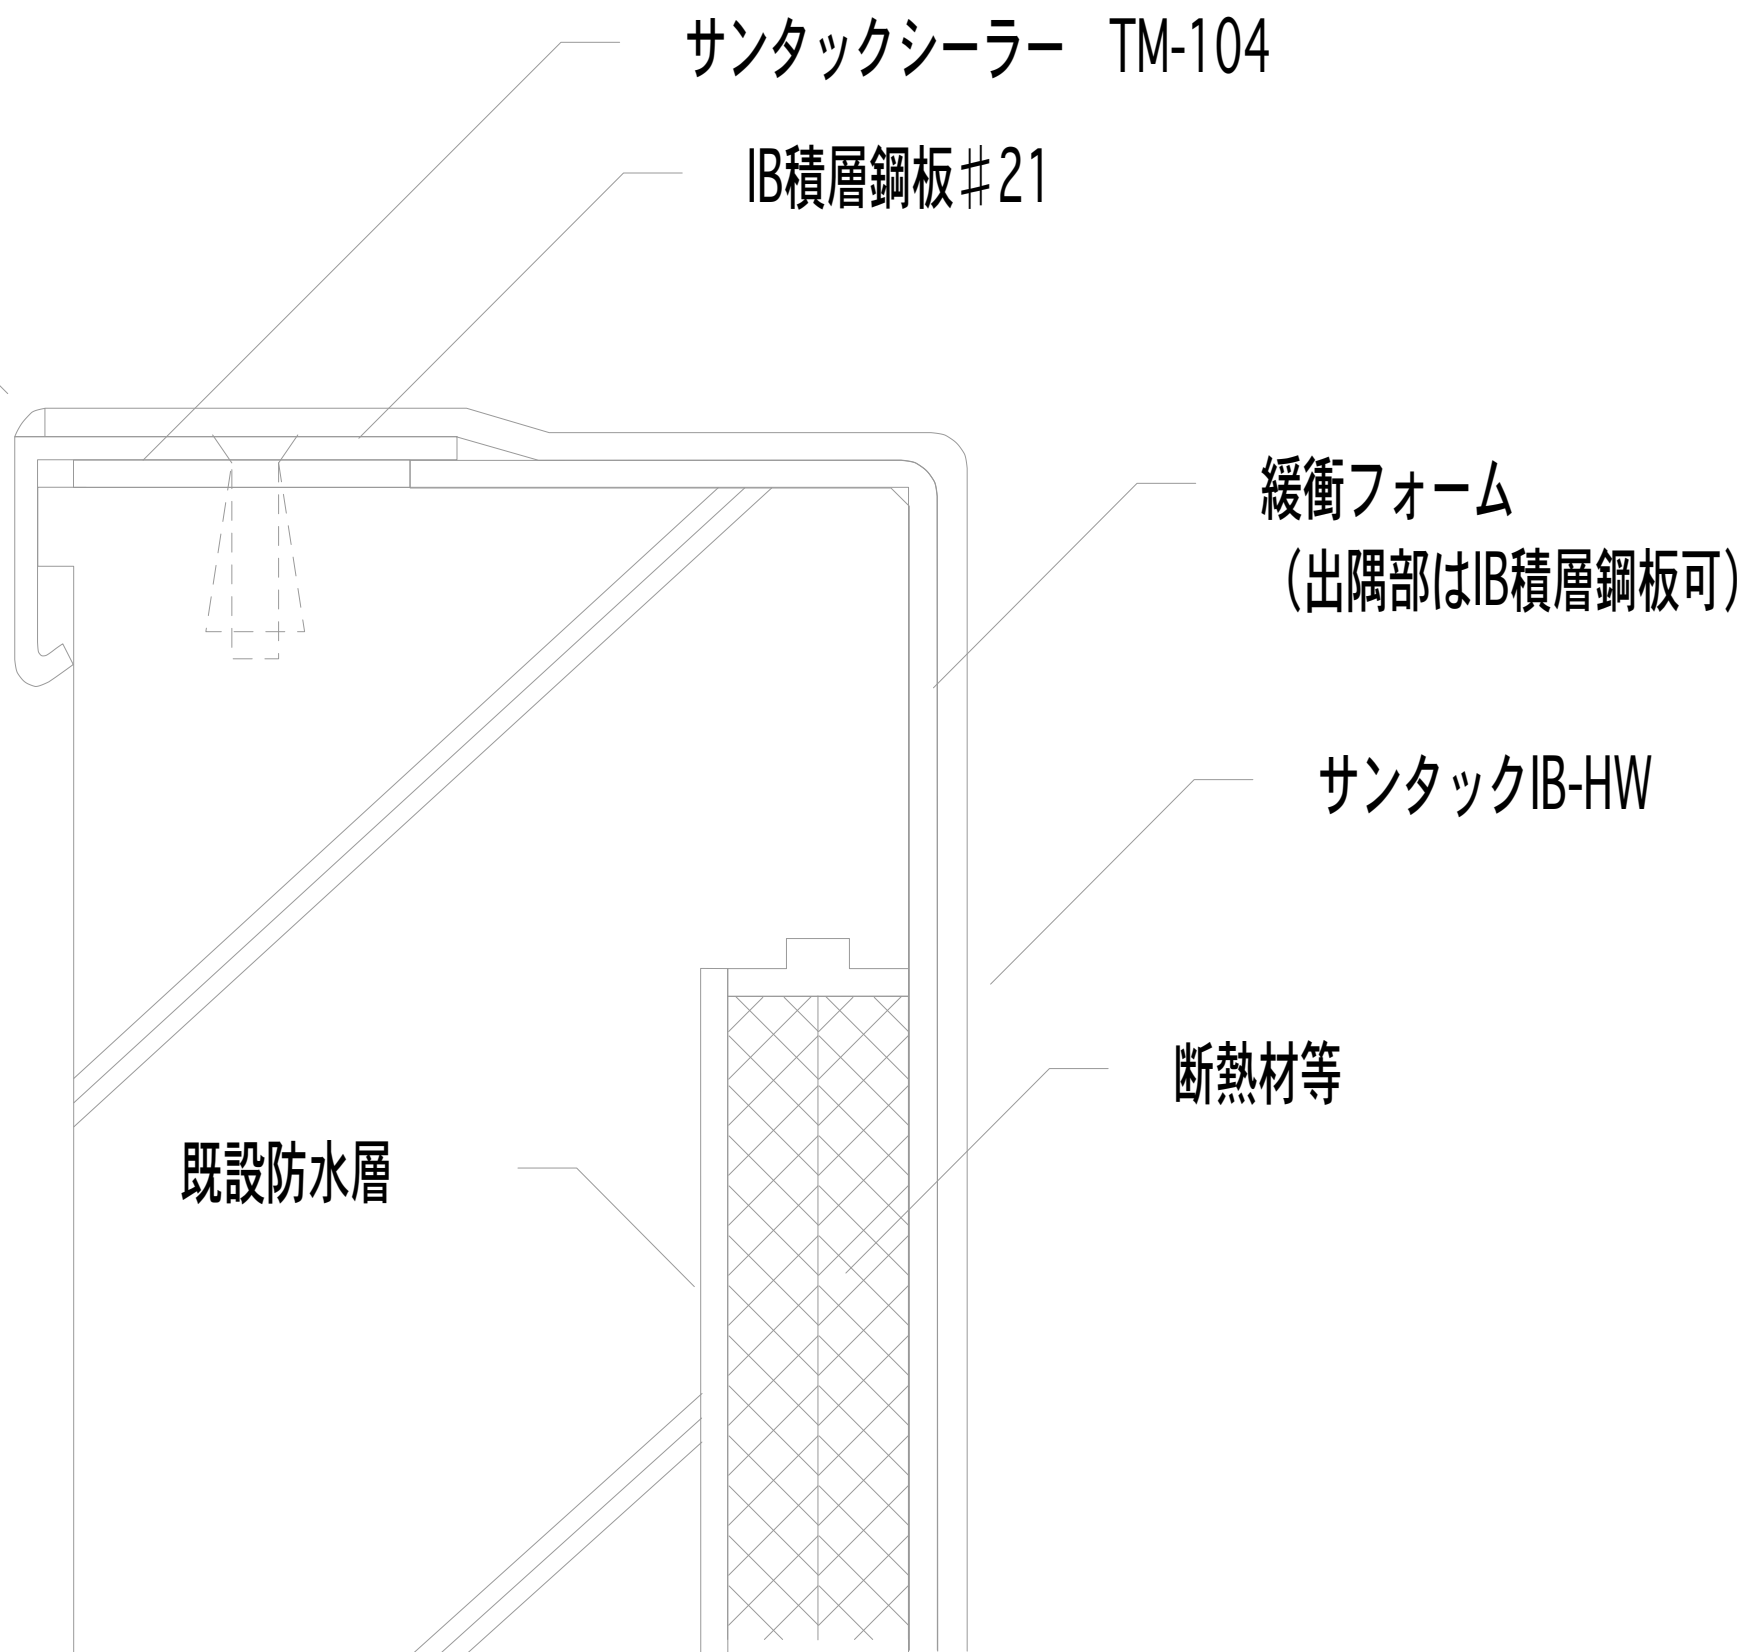 サンタックシーラー　TM-104
IB積層鋼板＃21
緩衝フォーム
（出隅部はIB積層鋼板可）
サンタックIB-HW
断熱材等
既設防水層